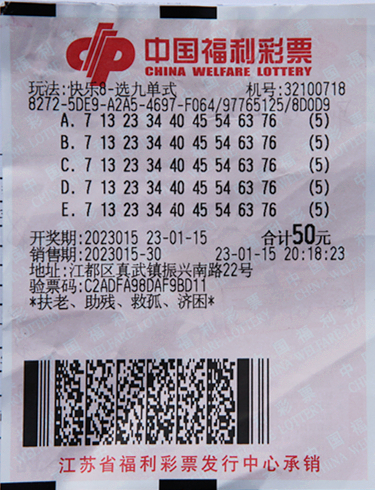 中国福利彩票
CHINA WELFARE LOTTERY
玩法:快乐8-选九单式 机号:32100718
8272-5DE9-A2A5-4697-F064/97765125/8D0D9
A. 7 13 23 34 40 45 54 63 76 (5)
B. 7 13 23 34 40 45 54 63 76 (5)
C. 7 13 23 34 40 45 54 63 76 (5)
D. 7 13 23 34 40 45 54 63 76 (5)
E. 7 13 23 34 40 45 54 63 76 (5)
开奖期:2023015 23-01-15 合计50元
销售期:2023015-30 23-01-15 20:18:23
地址:江都区真武镇振兴南路22号
验票码:C2ADFA98DAF9BD11
*扶老、助残、救孤、济困*
江苏省福利彩票发行中心承销